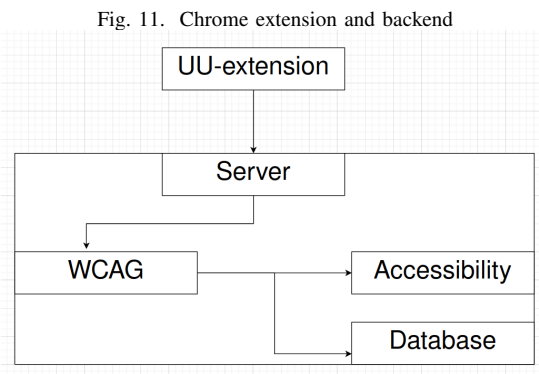 Fig. 11. Chrome extension and backend
UU-extension
Server
WCAG
Accessibility
Database